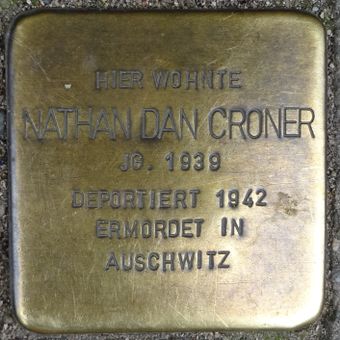 HIER WOHNTE
NATHAN DAN CRONER
JG. 1939
DEPORTIERT 1942
ERMORDET IN
AUSCHWITZ